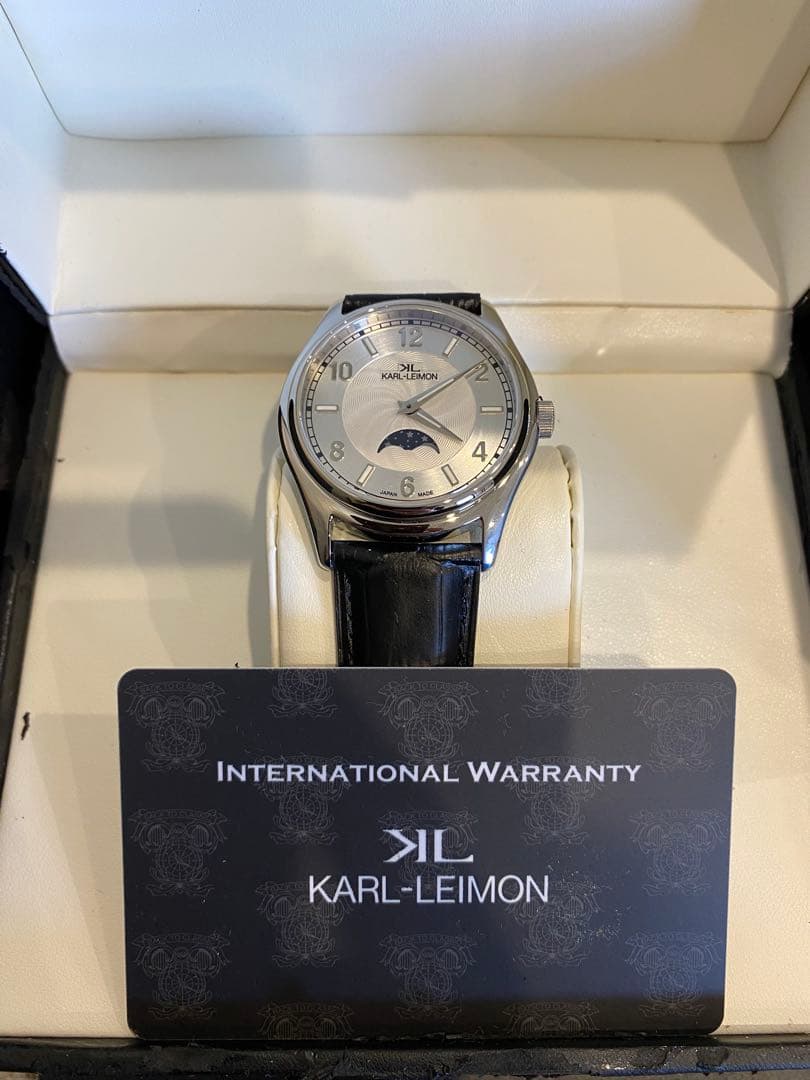 12
KL
KARL-LEIMON
10
2
8
4
6
JAPAN MADE
INTERNATIONAL WARRANTY
KL
KARL-LEIMON